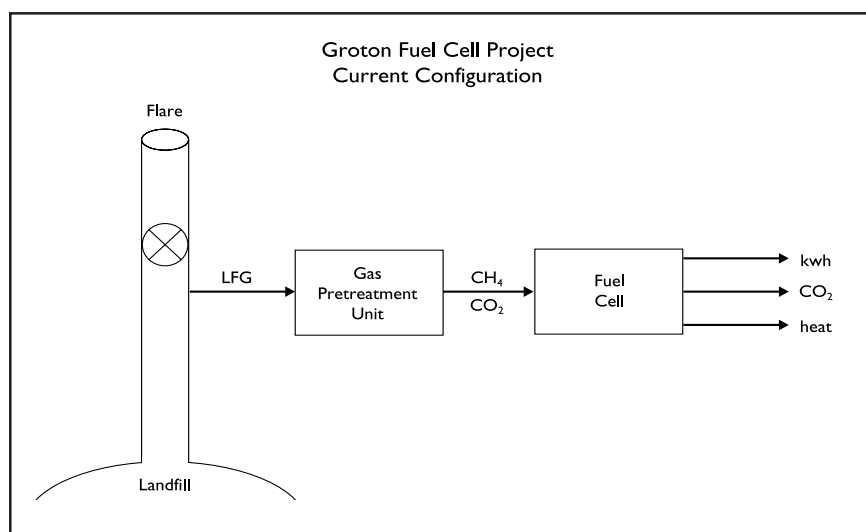 Groton Fuel Cell Project
Current Configuration
Flare
LFG
Gas
Pretreatment
Unit
CH₄
CO₂
Fuel
Cell
kwh
CO₂
heat
Landfill